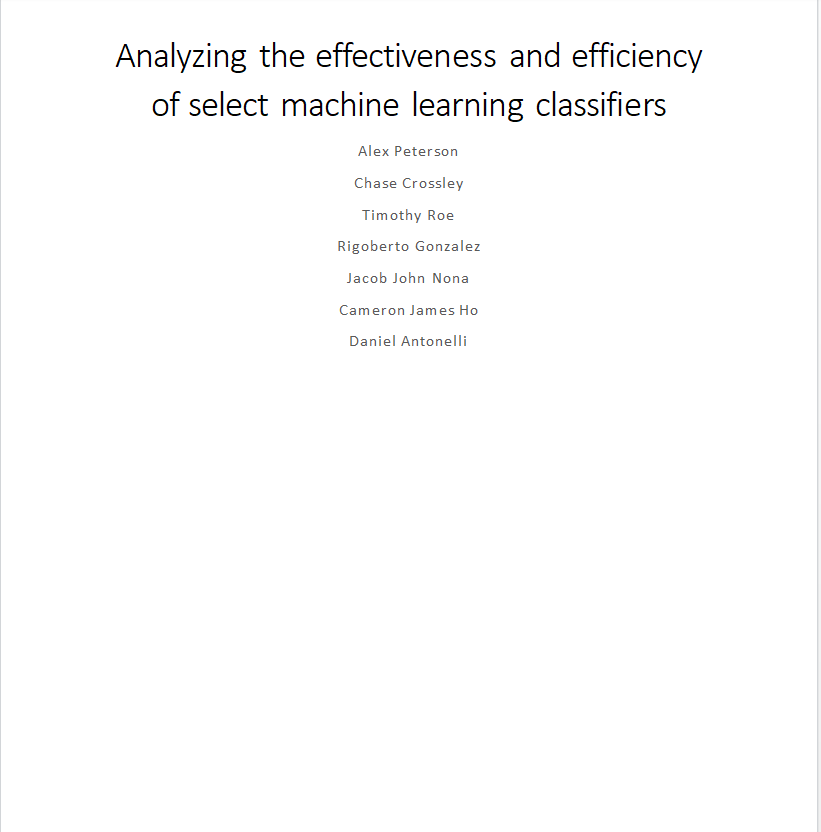 Analyzing the effectiveness and efficiency
of select machine learning classifiers
Alex Peterson
Chase Crossley
Timothy Roe
Rigoberto Gonzalez
Jacob John Nona
Cameron James Ho
Daniel Antonelli